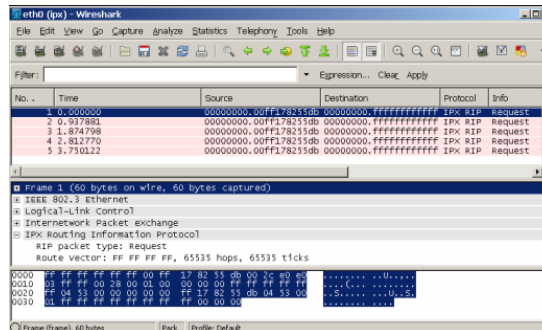 eth0 (ipx) - Wireshark
File Edit View Go Capture Analyze Statistics Telephony Tools Help
Filter: Expression... Clear Apply
No. . Time Source Destination Protocol Info
1 0.000000 00000000.00ff178255db 00000000.ffffffffffff IPX RIP Request
2 0.937881 00000000.00ff178255db 00000000.ffffffffffff IPX RIP Request
3 1.874798 00000000.00ff178255db 00000000.ffffffffffff IPX RIP Request
4 2.812770 00000000.00ff178255db 00000000.ffffffffffff IPX RIP Request
5 3.750122 00000000.00ff178255db 00000000.ffffffffffff IPX RIP Request
Frame 1 (60 bytes on wire, 60 bytes captured)
IEEE 802.3 Ethernet
Logical-Link Control
Internetwork Packet eXchange
IPX Routing Information Protocol
RIP packet type: Request
Route Vector: FF FF FF FF, 65535 hops, 65535 ticks
0000 ff ff ff ff ff ff 00 ff 17 82 55 db 00 2c e0 e0 ........ ..U..,..
0010 03 ff ff 00 28 00 01 00 00 00 00 ff ff ff ff ff ....(... ........
0020 ff 04 53 00 00 00 00 00 ff 17 82 55 db 04 53 00 ..S..... ...U..S.
0030 01 ff ff ff ff ff ff ff ff 00 00 00
Frame (frame), 60 bytes Pack Profile: Default